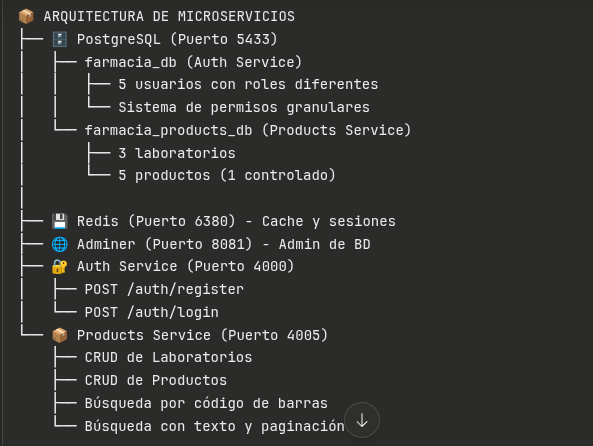 📦 ARQUITECTURA DE MICROSERVICIOS
├── 🗄️ PostgreSQL (Puerto 5433)
│   ├── farmacia_db (Auth Service)
│   │   ├── 5 usuarios con roles diferentes
│   │   └── Sistema de permisos granulares
│   └── farmacia_products_db (Products Service)
│       ├── 3 laboratorios
│       └── 5 productos (1 controlado)
│
├── 💾 Redis (Puerto 6380) - Cache y sesiones
├── 🌐 Adminer (Puerto 8081) - Admin de BD
├── 🔐 Auth Service (Puerto 4000)
│   ├── POST /auth/register
│   └── POST /auth/login
└── 📦 Products Service (Puerto 4005)
    ├── CRUD de Laboratorios
    ├── CRUD de Productos
    ├── Búsqueda por código de barras
    └── Búsqueda con texto y paginación